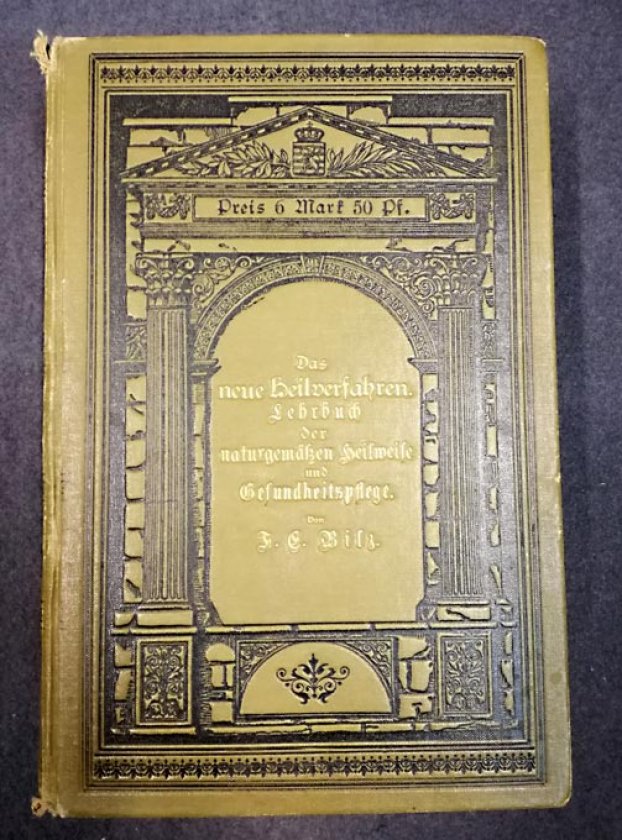 Preis 6 Mark 50 Pf.
Das
neue Heilverfahren.
Lehrbuch
der
naturgemäßen Heilweise
und
Gesundheitspflege.
Von
F. E. Bilz.